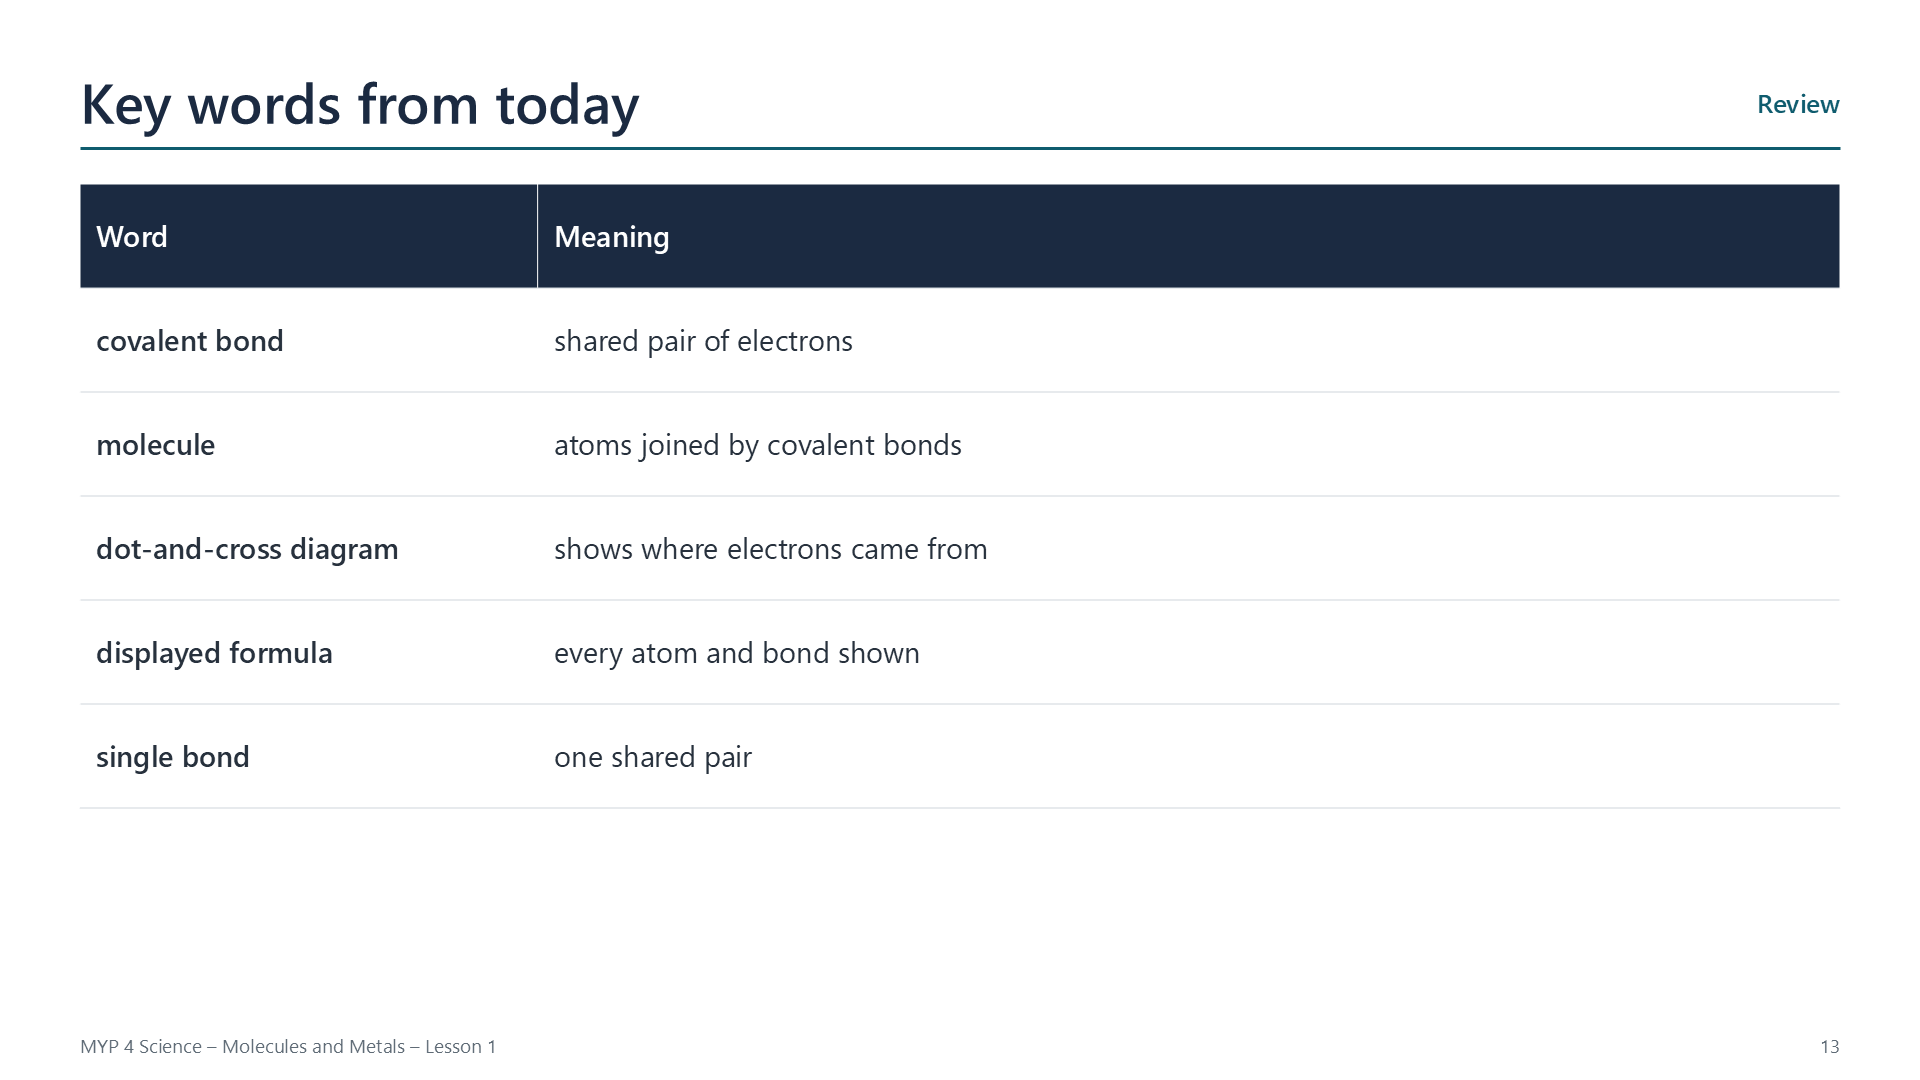 Key words from today
Review
Word Meaning
covalent bond shared pair of electrons
molecule atoms joined by covalent bonds
dot-and-cross diagram shows where electrons came from
displayed formula every atom and bond shown
single bond one shared pair
MYP 4 Science – Molecules and Metals – Lesson 1
13